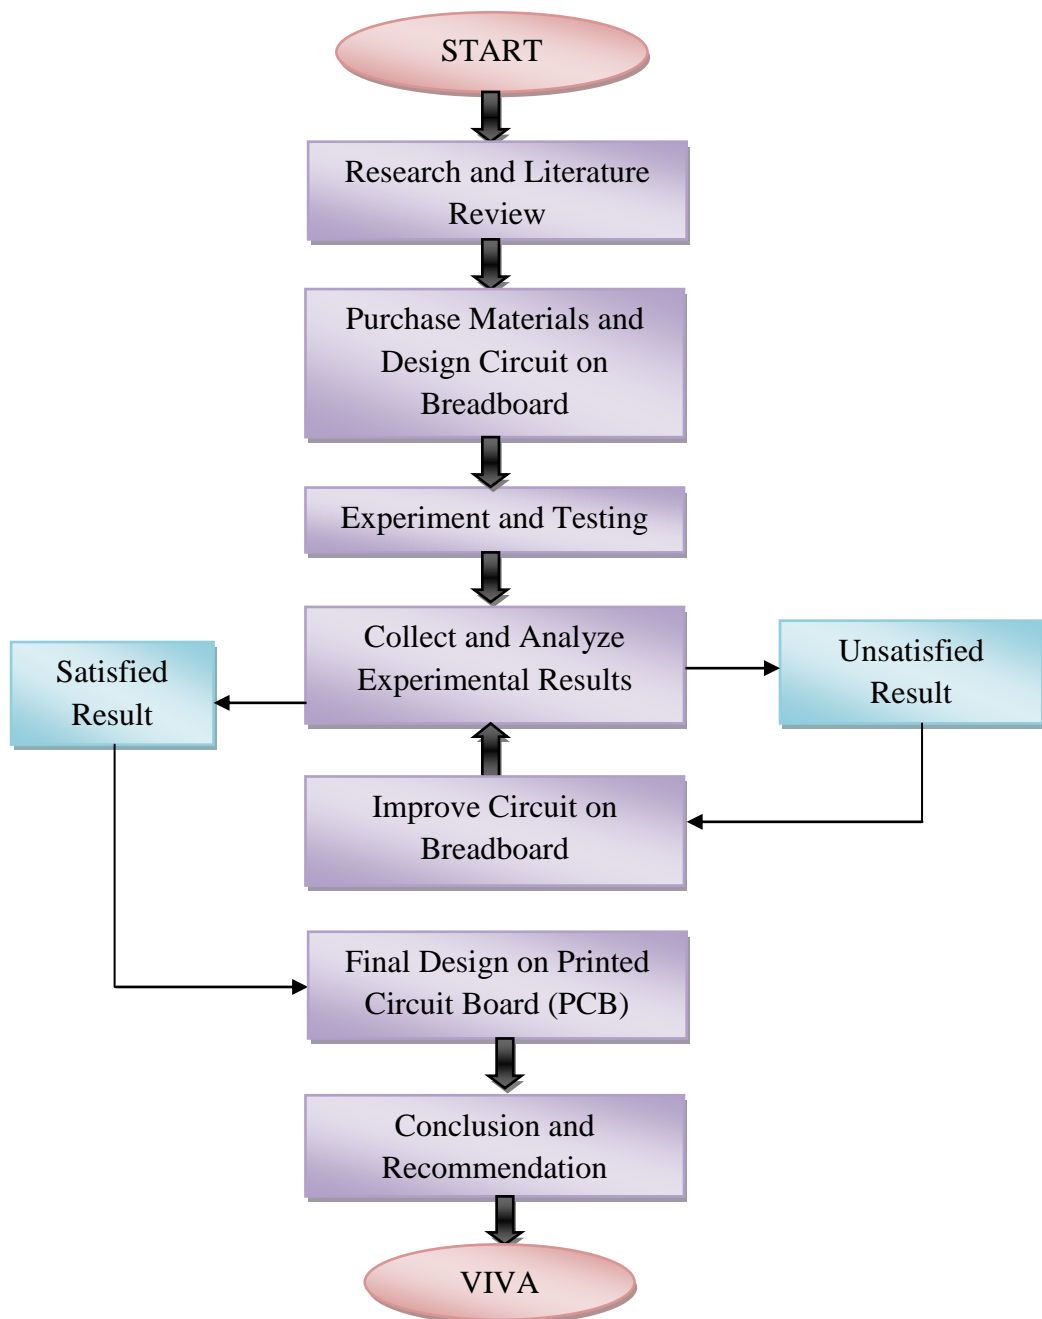 START
Research and Literature
Review
Purchase Materials and
Design Circuit on
Breadboard
Experiment and Testing
Collect and Analyze
Experimental Results
Satisfied
Result
Unsatisfied
Result
Improve Circuit on
Breadboard
Final Design on Printed
Circuit Board (PCB)
Conclusion and
Recommendation
VIVA